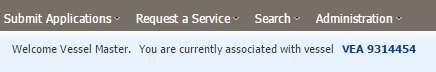 Submit Applications Request a Service Search Administration
Welcome Vessel Master. You are currently associated with vessel VEA 9314454